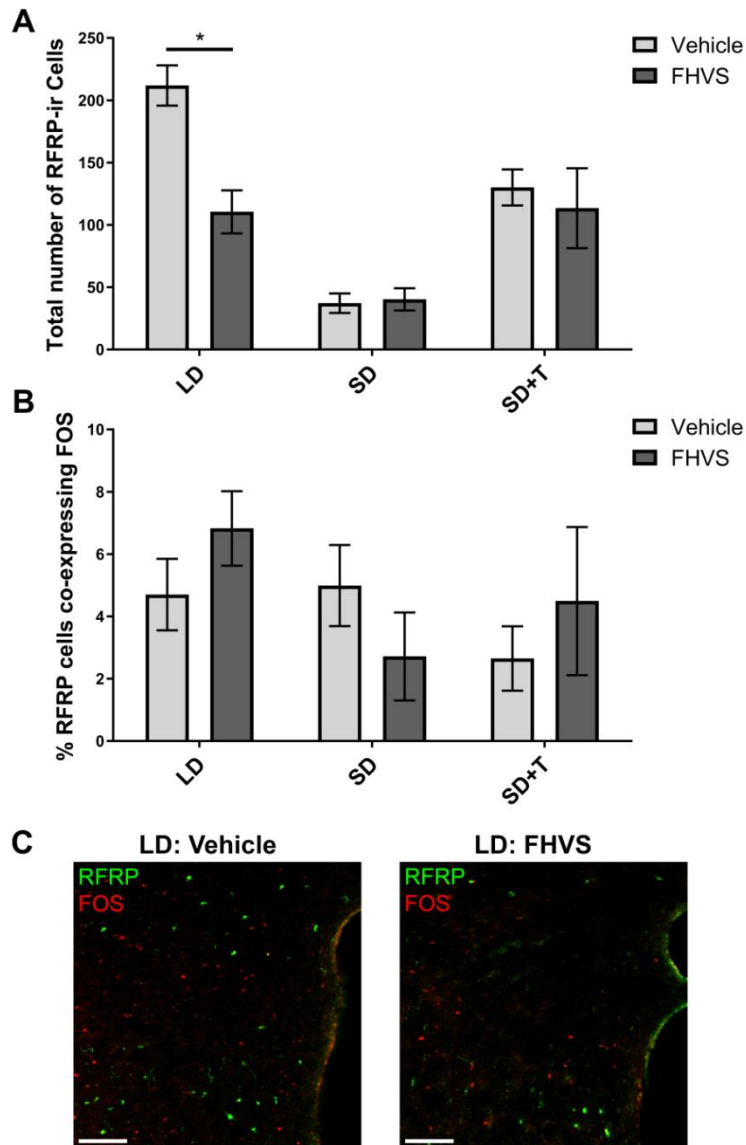 A
Total number of RFRP-ir Cells
250
200
150
100
50
0
*
LD
SD
SD+T
Vehicle
FHVS
B
% RFRP cells co-expressing FOS
10
8
6
4
2
0
LD
SD
SD+T
Vehicle
FHVS
C
LD: Vehicle
RFRP
FOS
LD: FHVS
RFRP
FOS